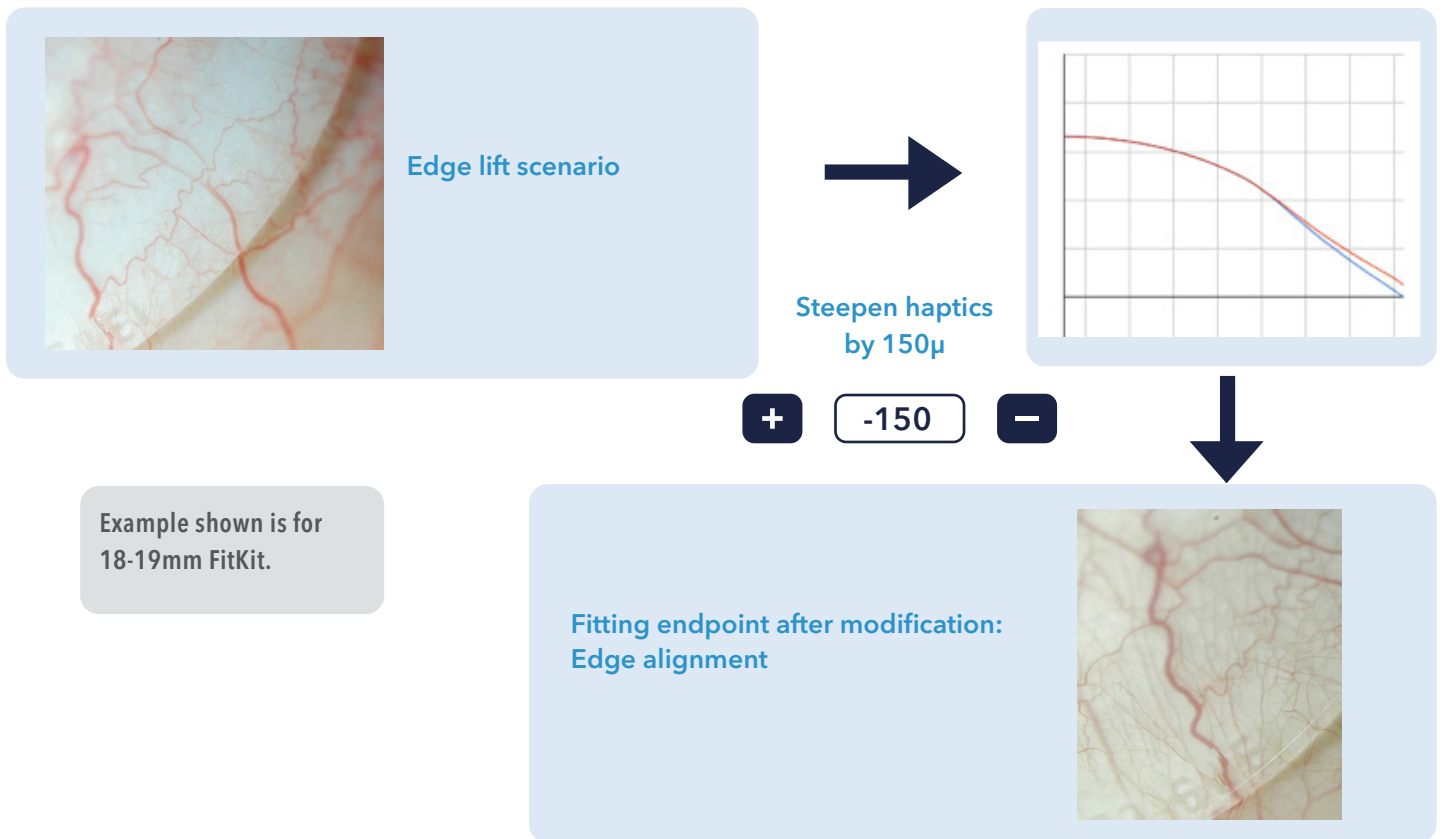 Edge lift scenario
Steepen haptics
by 150μ
+ -150 −
Example shown is for
18-19mm FitKit.
Fitting endpoint after modification:
Edge alignment